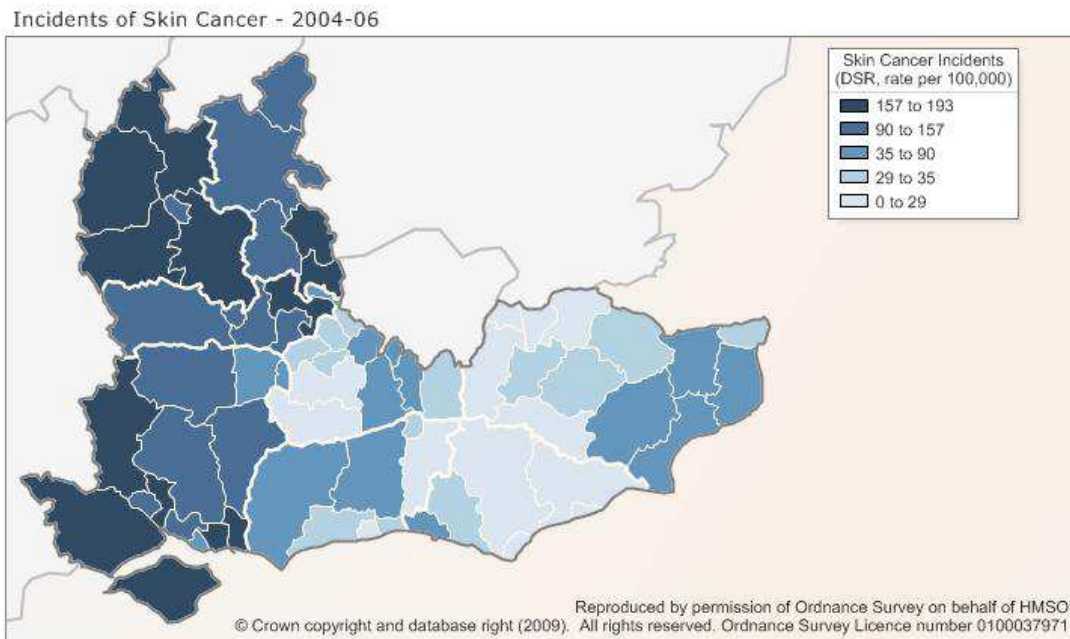 Incidents of Skin Cancer - 2004-06
Skin Cancer Incidents
(DSR, rate per 100,000)
157 to 193
90 to 157
35 to 90
29 to 35
0 to 29
Reproduced by permission of Ordnance Survey on behalf of HMSO
© Crown copyright and database right (2009). All rights reserved. Ordnance Survey Licence number 0100037971